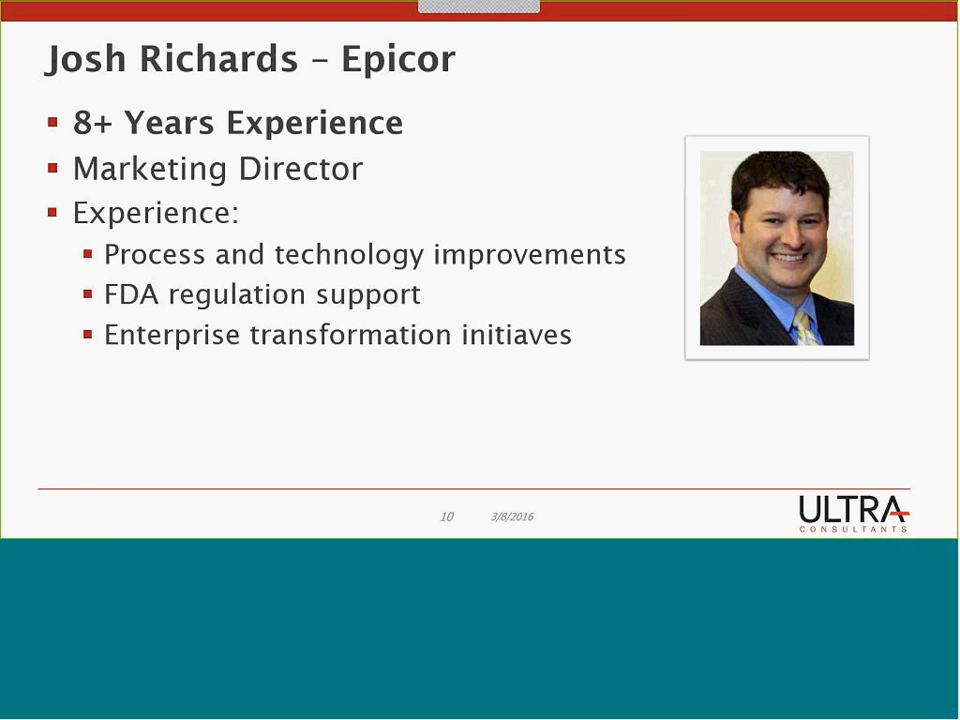 Josh Richards – Epicor
8+ Years Experience
Marketing Director
Experience:
Process and technology improvements
FDA regulation support
Enterprise transformation initiaves
10 3/8/2016
ULTRA
CONSULTANTS